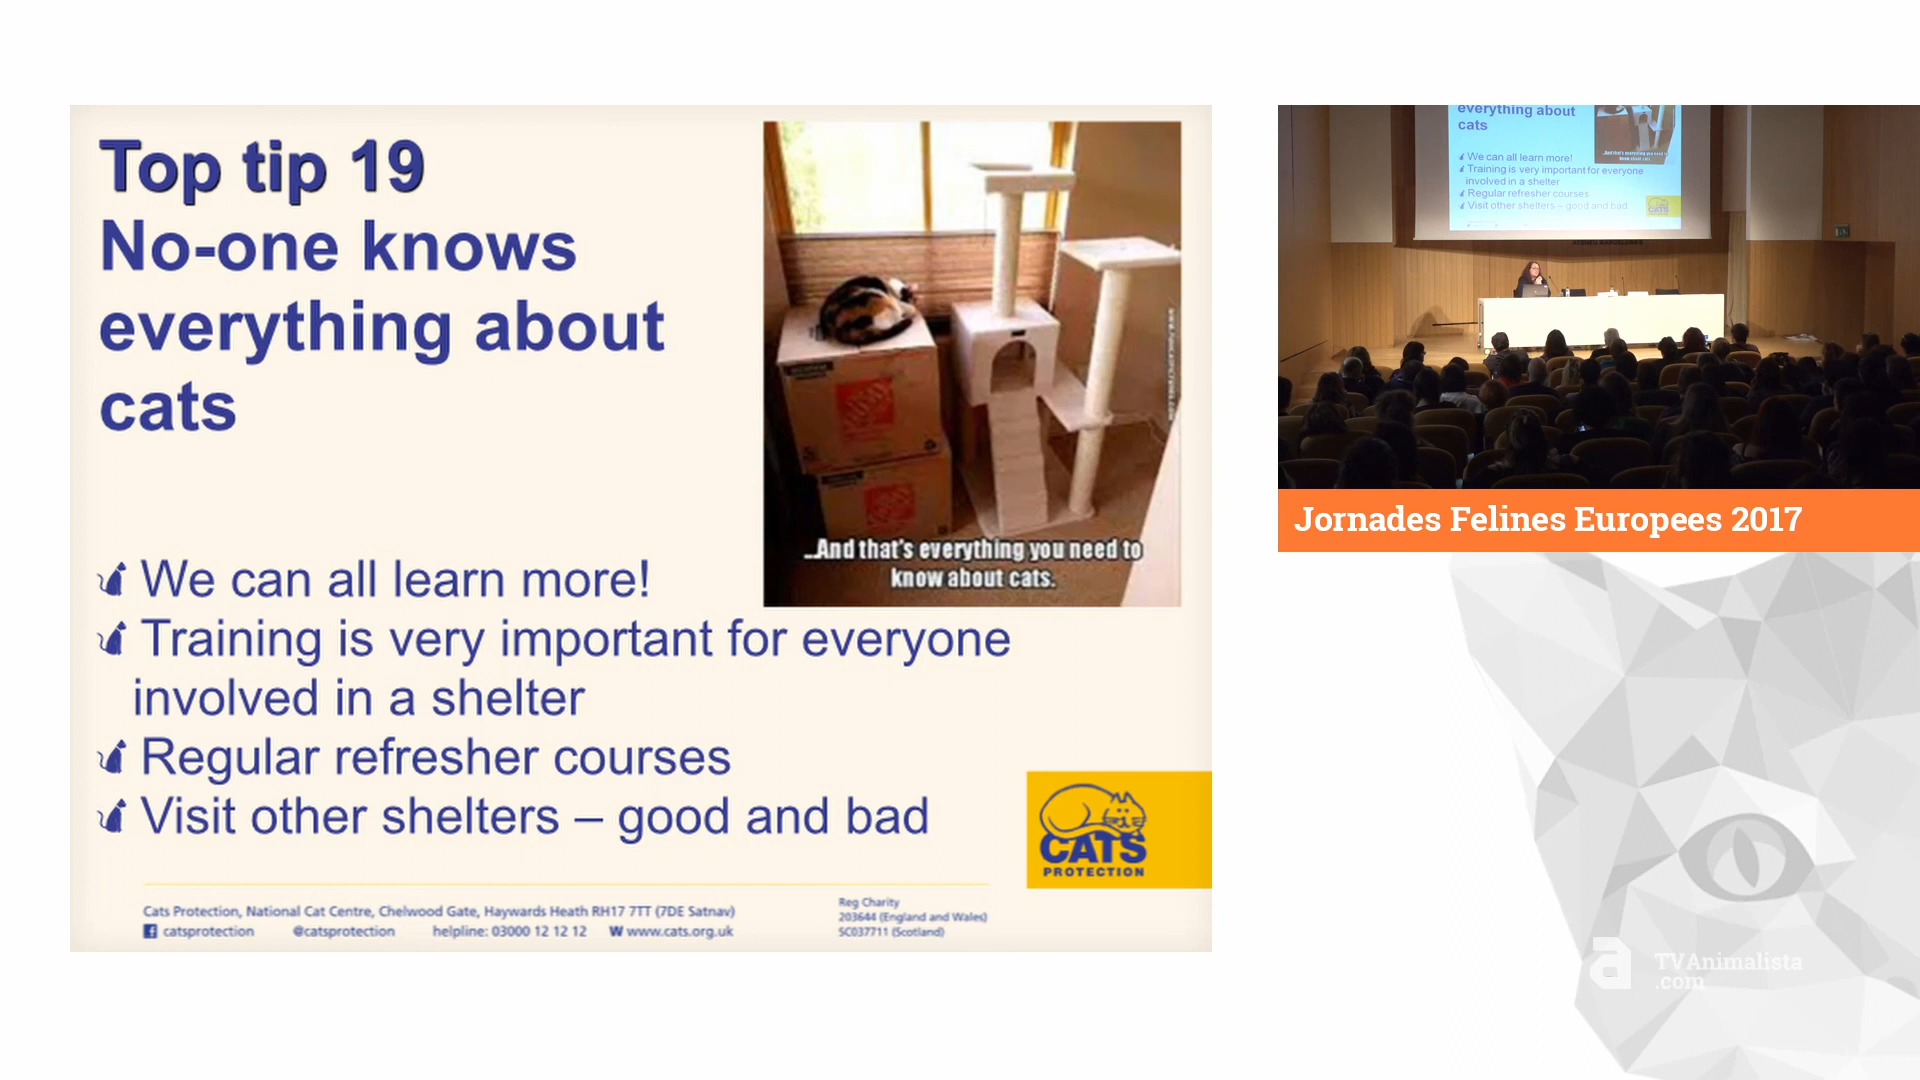 Top tip 19
No-one knows
everything about
cats
...And that's everything you need to
know about cats.
We can all learn more!
Training is very important for everyone
involved in a shelter
Regular refresher courses
Visit other shelters – good and bad
CATS
PROTECTION
Cats Protection, National Cat Centre, Chelwood Gate, Haywards Heath RH17 7TT (7DE Satnav)
catsprotection @catsprotection helpline: 03000 12 12 12 W www.cats.org.uk
Reg Charity
203644 (England and Wales)
SC037711 (Scotland)
everything about
cats
We can all learn more!
Training is very important for everyone
involved in a shelter
Regular refresher courses
Visit other shelters – good and bad
CATS
Jornades Felines Europees 2017
TVAnimalista
.com